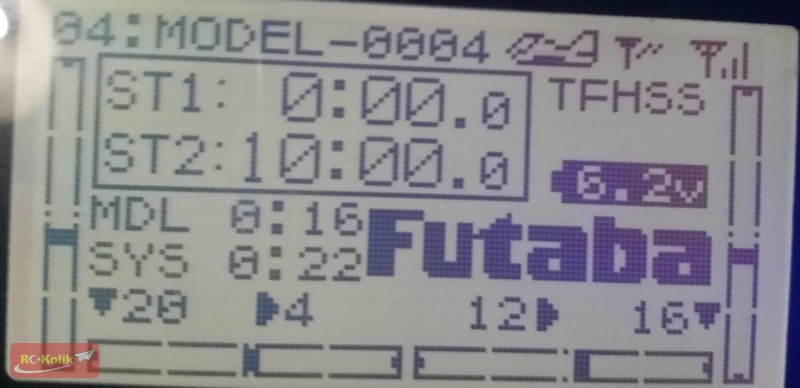 04:MODEL-0004
ST1: 0:00.0
TFHSS
ST2:10:00.0
6.2v
MDL 0:16
SYS 0:22
Futaba
▼20 ▶4 12▶ 16▼
RC-Kolik